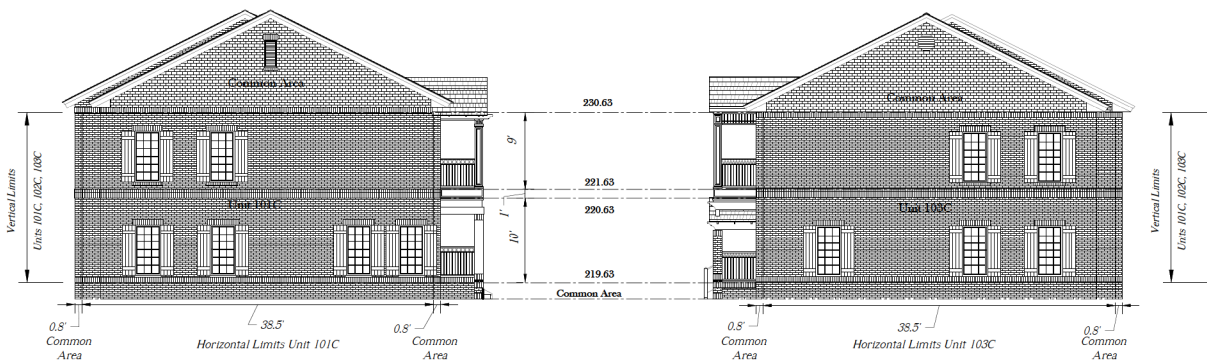 Common Area
Unit 101C
Vertical Limits
Units 101C, 102C, 103C
0.8'
Common
Area
38.5'
Horizontal Limits Unit 101C
0.8'
Common
Area
230.63
9'
221.63
1'
220.63
10'
219.63
Common Area
Common Area
Unit 103C
0.8'
Common
Area
38.5'
Horizontal Limits Unit 103C
0.8'
Common
Area
Vertical Limits
Units 101C, 102C, 103C